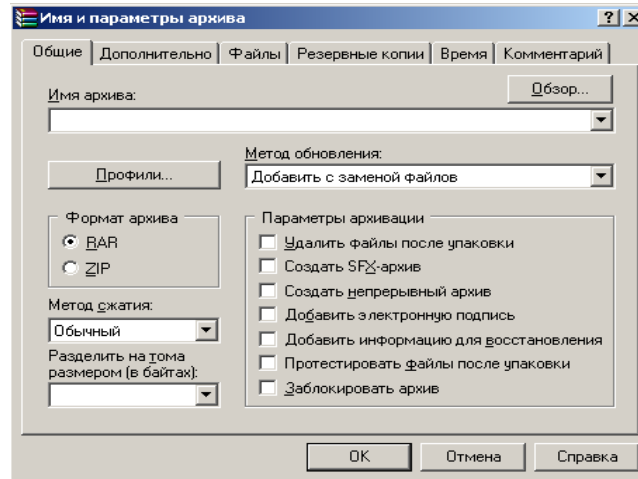 Имя и параметры архива
Общие Дополнительно Файлы Резервные копии Время Комментарий
Обзор...
Имя архива:
Метод обновления:
Профили...
Добавить с заменой файлов
Формат архива
RAR
ZIP
Метод сжатия:
Обычный
Разделить на тома
размером (в байтах):
Параметры архивации
Удалить файлы после упаковки
Создать SFX-архив
Создать непрерывный архив
Добавить электронную подпись
Добавить информацию для восстановления
Протестировать файлы после упаковки
Заблокировать архив
OK Отмена Справка